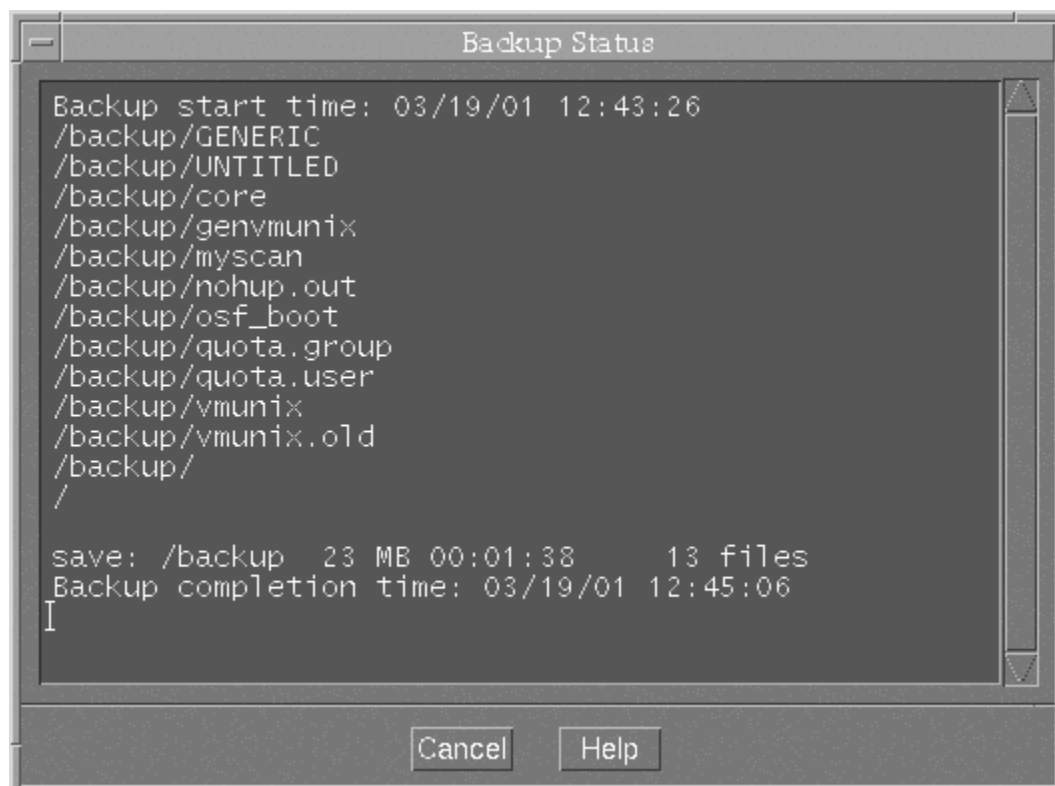 Backup Status
Backup start time: 03/19/01 12:43:26
/backup/GENERIC
/backup/UNTITLED
/backup/core
/backup/genvmunix
/backup/myscan
/backup/nohup.out
/backup/osf_boot
/backup/quota.group
/backup/quota.user
/backup/vmunix
/backup/vmunix.old
/backup/
/
save: /backup  23 MB 00:01:38     13 files
Backup completion time: 03/19/01 12:45:06
Cancel Help